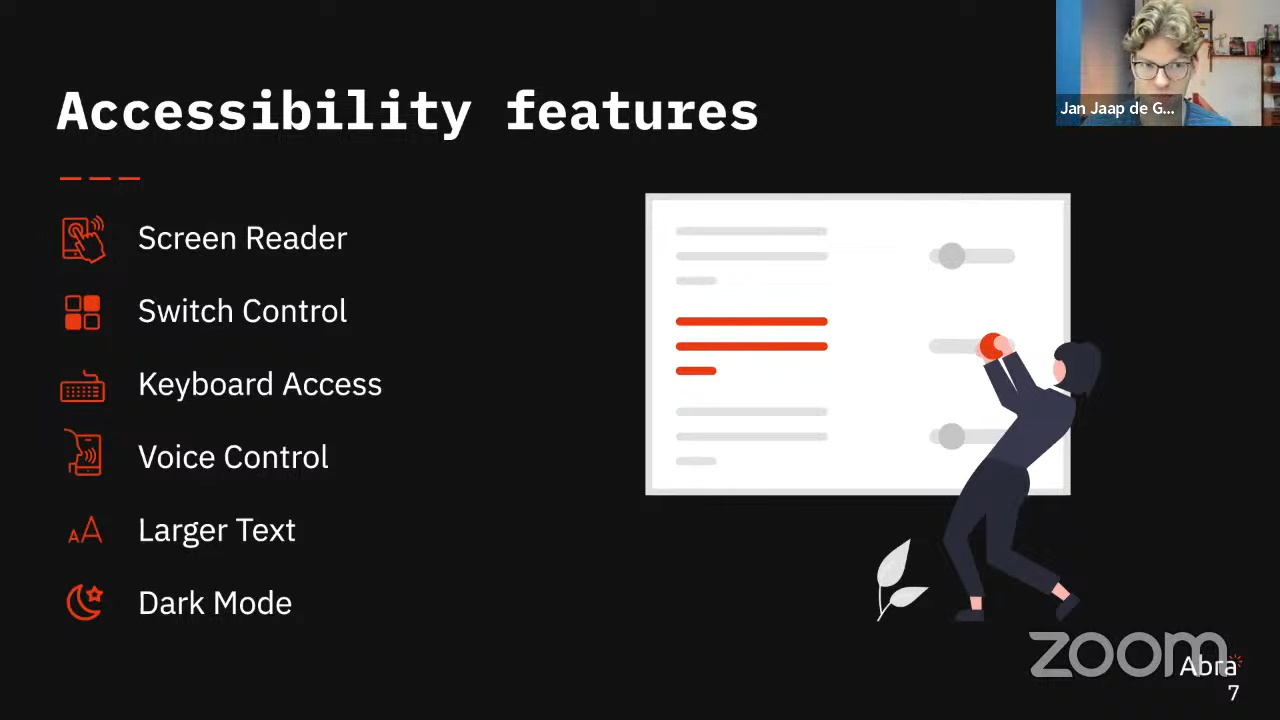 Accessibility features
Jan Jaap de G...
Screen Reader
Switch Control
Keyboard Access
Voice Control
AA Larger Text
Dark Mode
zoom
Abra
7